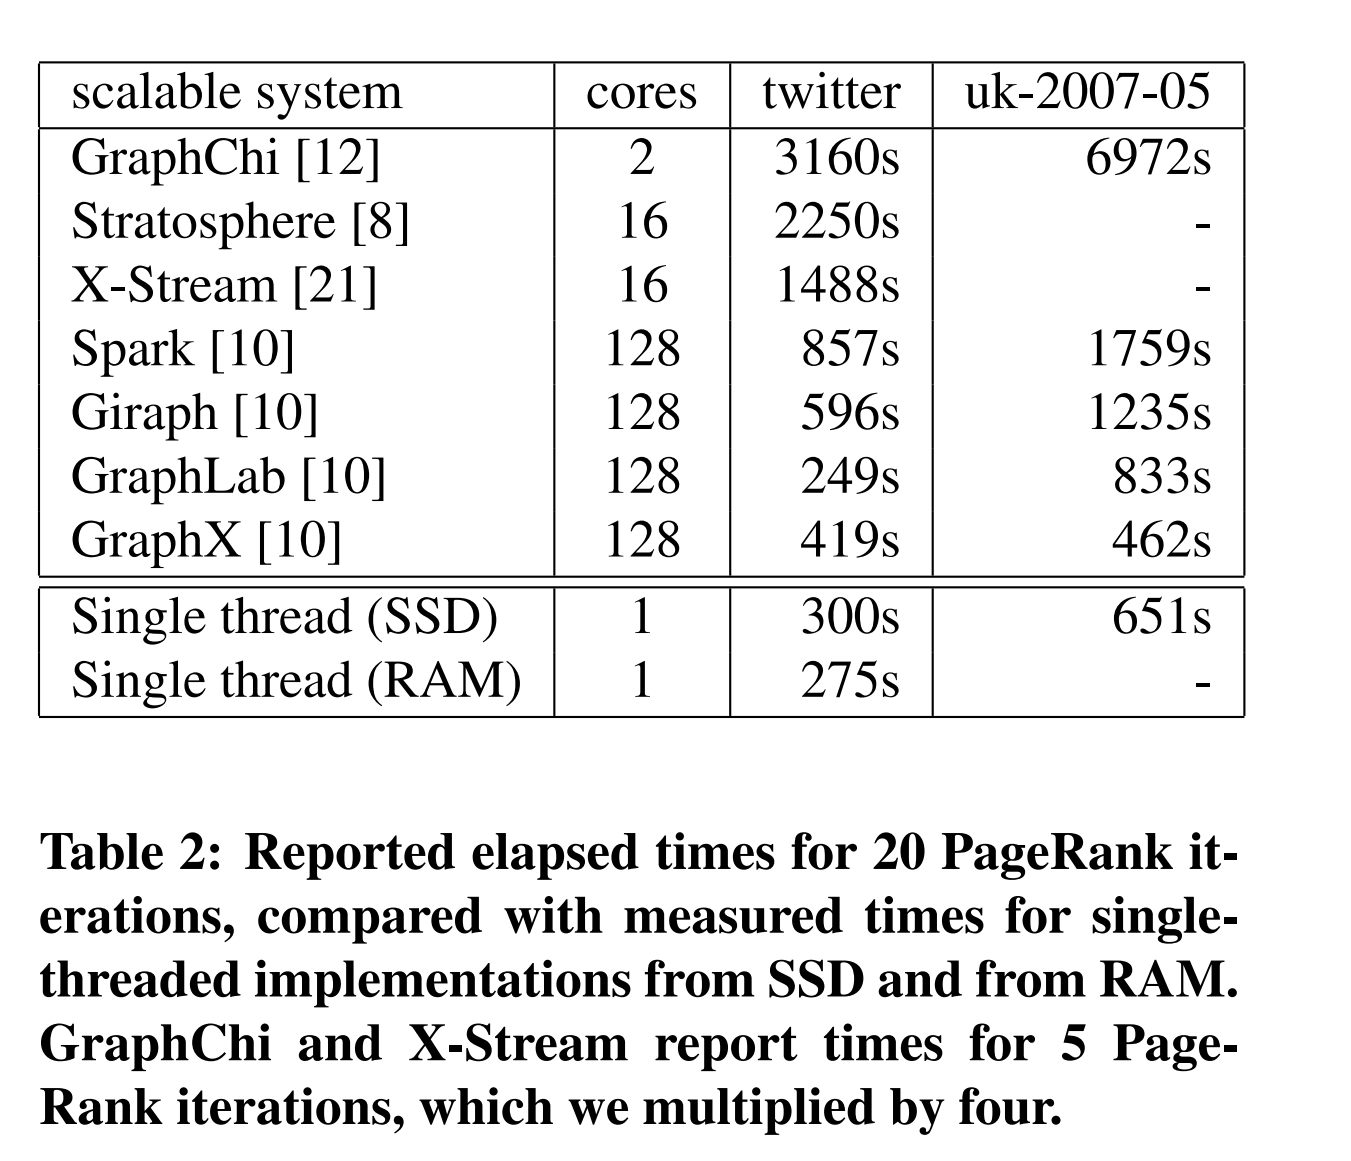 scalable system cores twitter uk-2007-05
GraphChi [12] 2 3160s 6972s
Stratosphere [8] 16 2250s -
X-Stream [21] 16 1488s -
Spark [10] 128 857s 1759s
Giraph [10] 128 596s 1235s
GraphLab [10] 128 249s 833s
GraphX [10] 128 419s 462s
Single thread (SSD) 1 300s 651s
Single thread (RAM) 1 275s -
Table 2: Reported elapsed times for 20 PageRank it-
erations, compared with measured times for single-
threaded implementations from SSD and from RAM.
GraphChi and X-Stream report times for 5 Page-
Rank iterations, which we multiplied by four.